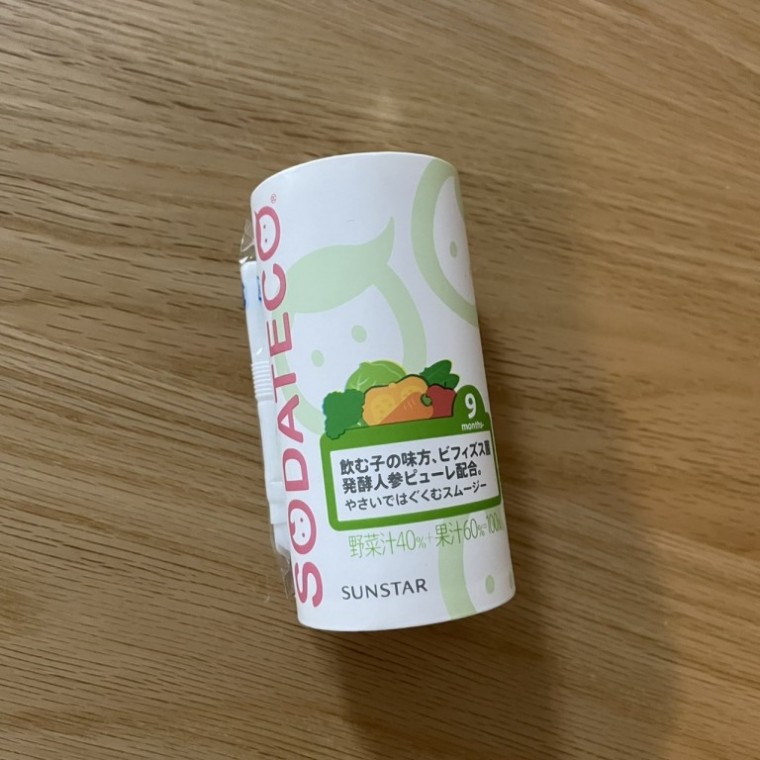 SODATECO®
9
months~
飲む子の味方、ビフィズス菌
発酵人参ピューレ配合。
やさいではぐくむスムージー
野菜汁40%+果汁60%=100%
SUNSTAR